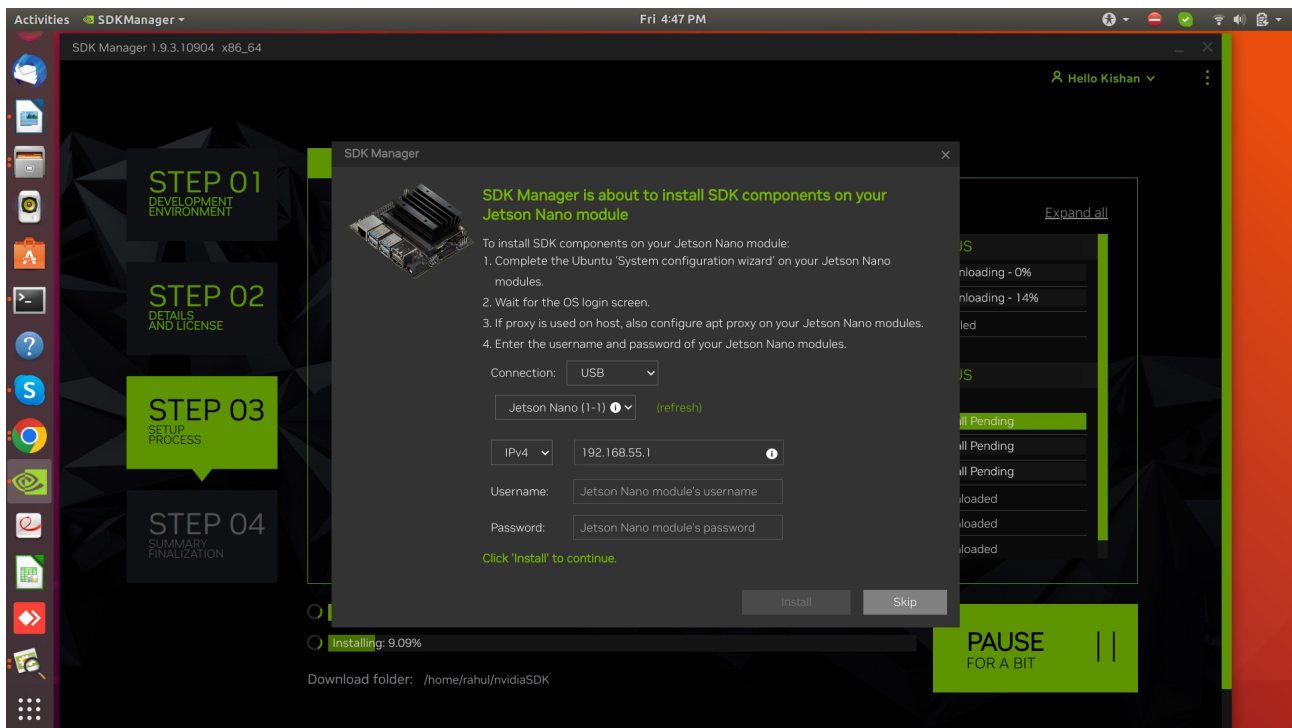 Activities SDKManager Fri 4:47 PM
SDK Manager 1.9.3.10904 x86_64
Hello Kishan
STEP 01
DEVELOPMENT
ENVIRONMENT
STEP 02
DETAILS
AND LICENSE
STEP 03
SETUP
PROCESS
STEP 04
SUMMARY
FINALIZATION
SDK Manager
SDK Manager is about to install SDK components on your
Jetson Nano module
To install SDK components on your Jetson Nano module:
1. Complete the Ubuntu 'System configuration wizard' on your Jetson Nano
modules.
2. Wait for the OS login screen.
3. If proxy is used on host, also configure apt proxy on your Jetson Nano modules.
4. Enter the username and password of your Jetson Nano modules.
Connection: USB
Jetson Nano (1-1) (refresh)
IPv4 192.168.55.1
Username: Jetson Nano module's username
Password: Jetson Nano module's password
Click 'Install' to continue.
Install Skip
Expand all
US
nloading - 0%
nloading - 14%
led
US
all Pending
all Pending
all Pending
loaded
loaded
loaded
Installing: 9.09%
PAUSE
FOR A BIT
Download folder: /home/rahul/nvidiaSDK